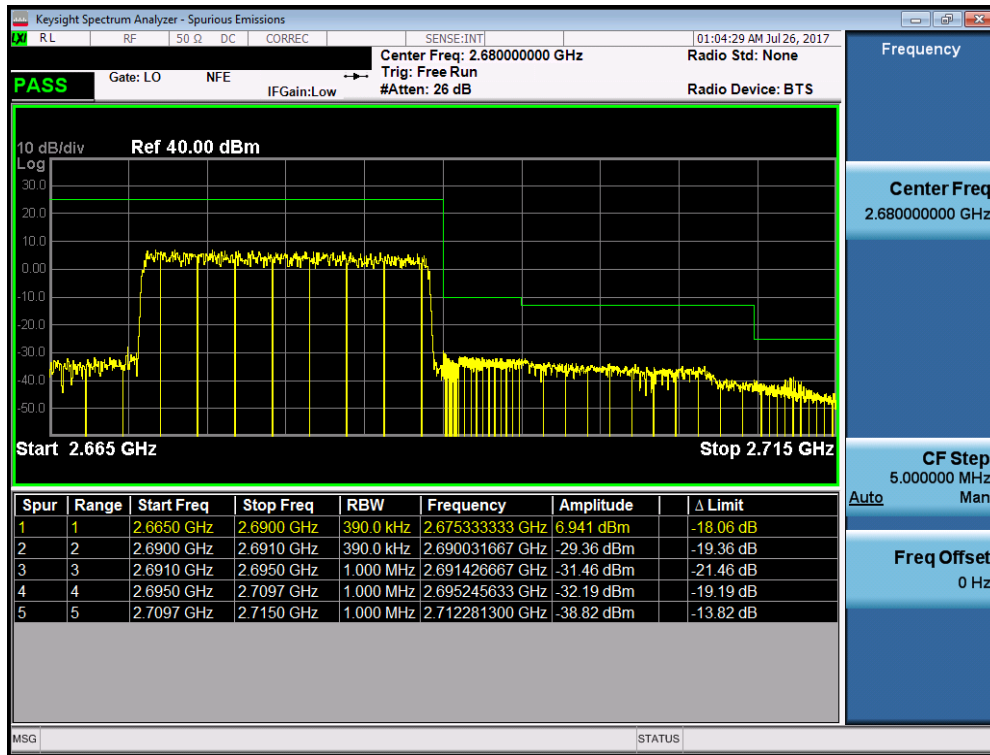 Keysight Spectrum Analyzer - Spurious Emissions
LXI RL RF 50 Ω DC CORREC SENSE:INT 01:04:29 AM Jul 26, 2017
Center Freq: 2.680000000 GHz Radio Std: None
PASS Gate: LO NFE Trig: Free Run
IFGain:Low #Atten: 26 dB Radio Device: BTS
10 dB/div Ref 40.00 dBm
Log
30.0
20.0
10.0
0.00
-10.0
-20.0
-30.0
-40.0
-50.0
Start 2.665 GHz Stop 2.715 GHz
Spur Range Start Freq Stop Freq RBW Frequency Amplitude Δ Limit
1 1 2.6650 GHz 2.6900 GHz 390.0 kHz 2.675333333 GHz 6.941 dBm -18.06 dB
2 2 2.6900 GHz 2.6910 GHz 390.0 kHz 2.690031667 GHz -29.36 dBm -19.36 dB
3 3 2.6910 GHz 2.6950 GHz 1.000 MHz 2.691426667 GHz -31.46 dBm -21.46 dB
4 4 2.6950 GHz 2.7097 GHz 1.000 MHz 2.695245633 GHz -32.19 dBm -19.19 dB
5 5 2.7097 GHz 2.7150 GHz 1.000 MHz 2.712281300 GHz -38.82 dBm -13.82 dB
MSG STATUS
Frequency
Center Freq
2.680000000 GHz
CF Step
5.000000 MHz
Auto Man
Freq Offset
0 Hz